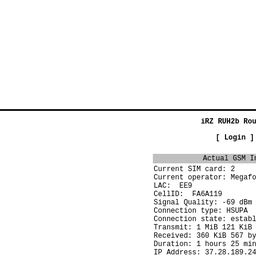 iRZ RUH2b Rou
[ Login ]
Actual GSM In
Current SIM card: 2
Current operator: Megafo
LAC: EE9
CellID: FA6A119
Signal Quality: -69 dBm
Connection type: HSUPA
Connection state: establ
Transmit: 1 MiB 121 KiB
Received: 360 KiB 567 by
Duration: 1 hours 25 min
IP Address: 37.28.189.24